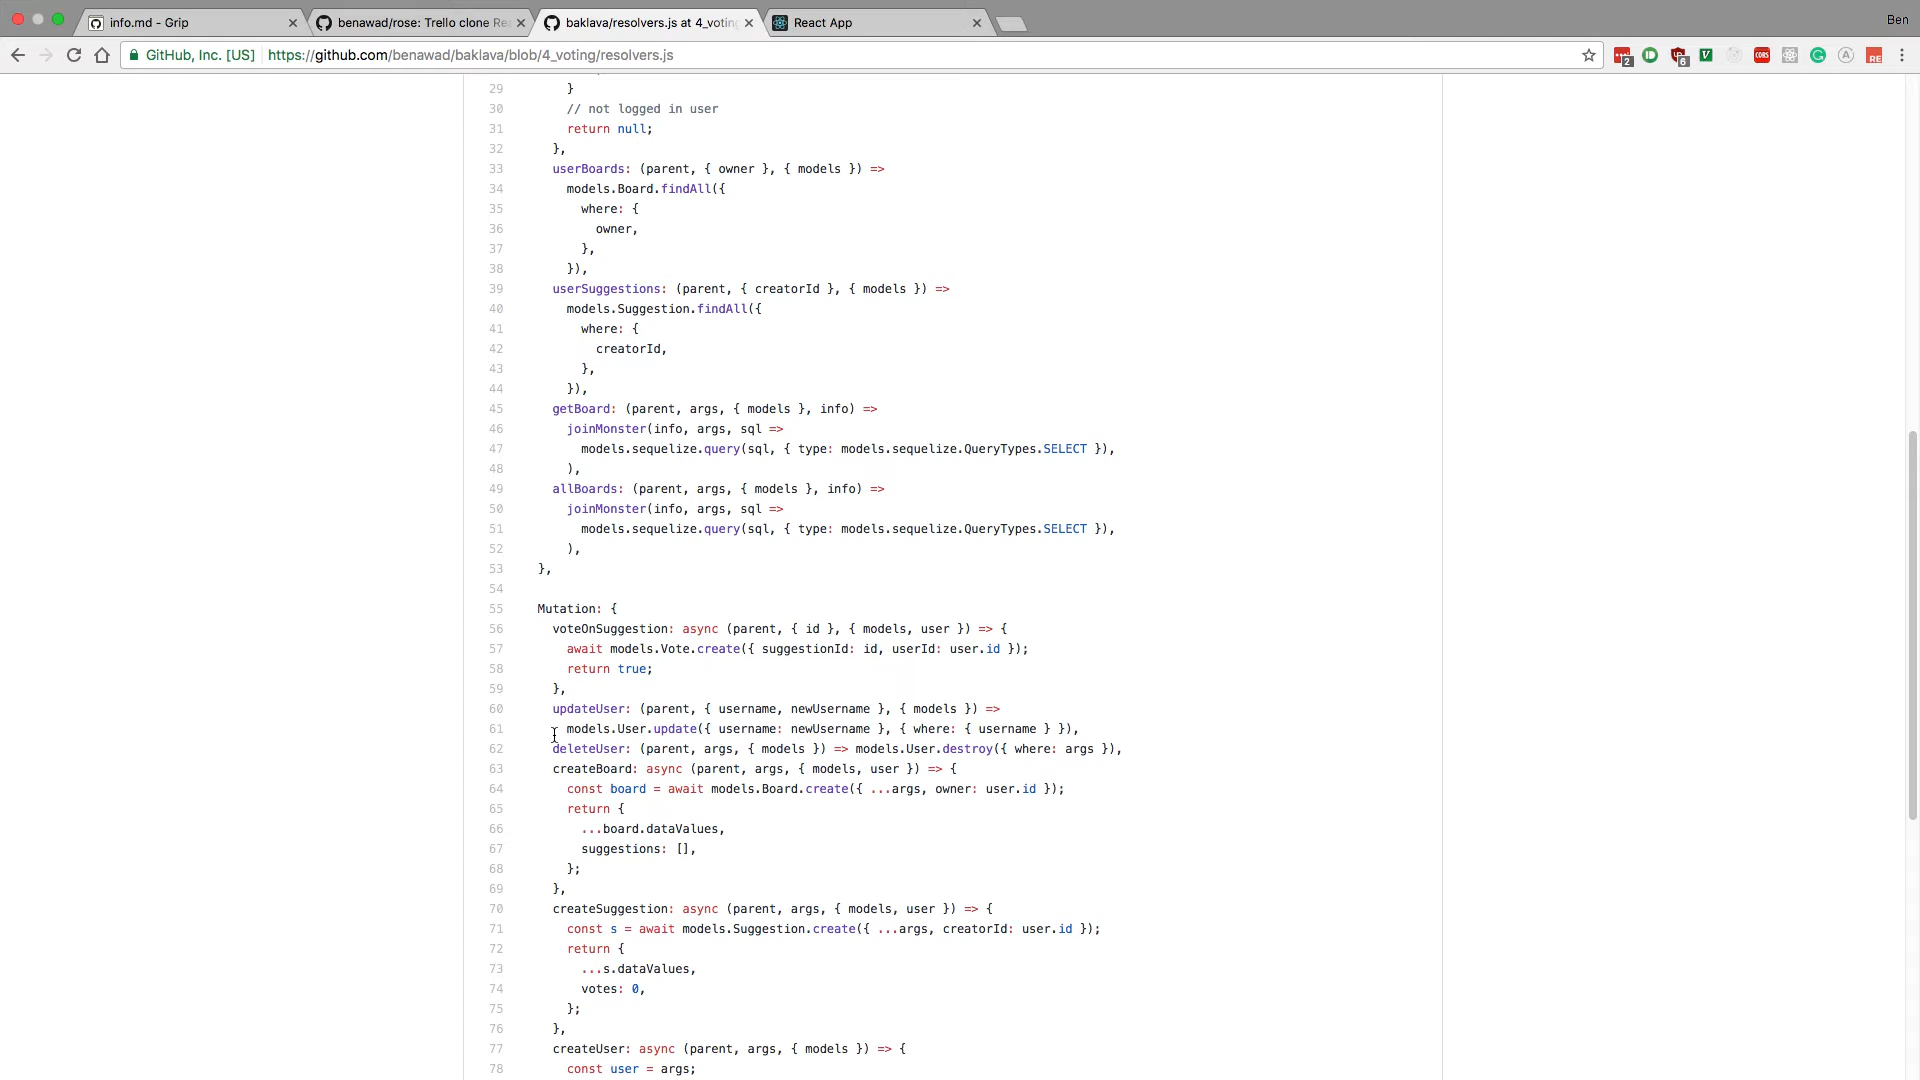 info.md - Grip
benawad/rose: Trello clone Re
baklava/resolvers.js at 4_voting
React App
Ben
GitHub, Inc. [US]
https://github.com/benawad/baklava/blob/4_voting/resolvers.js
29 }
30 // not logged in user
31 return null;
32 },
33 userBoards: (parent, { owner }, { models }) =>
34 models.Board.findAll({
35 where: {
36 owner,
37 },
38 }),
39 userSuggestions: (parent, { creatorId }, { models }) =>
40 models.Suggestion.findAll({
41 where: {
42 creatorId,
43 },
44 }),
45 getBoard: (parent, args, { models }, info) =>
46 joinMonster(info, args, sql =>
47 models.sequelize.query(sql, { type: models.sequelize.QueryTypes.SELECT }),
48 ),
49 allBoards: (parent, args, { models }, info) =>
50 joinMonster(info, args, sql =>
51 models.sequelize.query(sql, { type: models.sequelize.QueryTypes.SELECT }),
52 ),
53 },
54
55 Mutation: {
56 voteOnSuggestion: async (parent, { id }, { models, user }) => {
57 await models.Vote.create({ suggestionId: id, userId: user.id });
58 return true;
59 },
60 updateUser: (parent, { username, newUsername }, { models }) =>
61 models.User.update({ username: newUsername }, { where: { username } }),
62 deleteUser: (parent, args, { models }) => models.User.destroy({ where: args }),
63 createBoard: async (parent, args, { models, user }) => {
64 const board = await models.Board.create({ ...args, owner: user.id });
65 return {
66 ...board.dataValues,
67 suggestions: [],
68 };
69 },
70 createSuggestion: async (parent, args, { models, user }) => {
71 const s = await models.Suggestion.create({ ...args, creatorId: user.id });
72 return {
73 ...s.dataValues,
74 votes: 0,
75 };
76 },
77 createUser: async (parent, args, { models }) => {
78 const user = args;